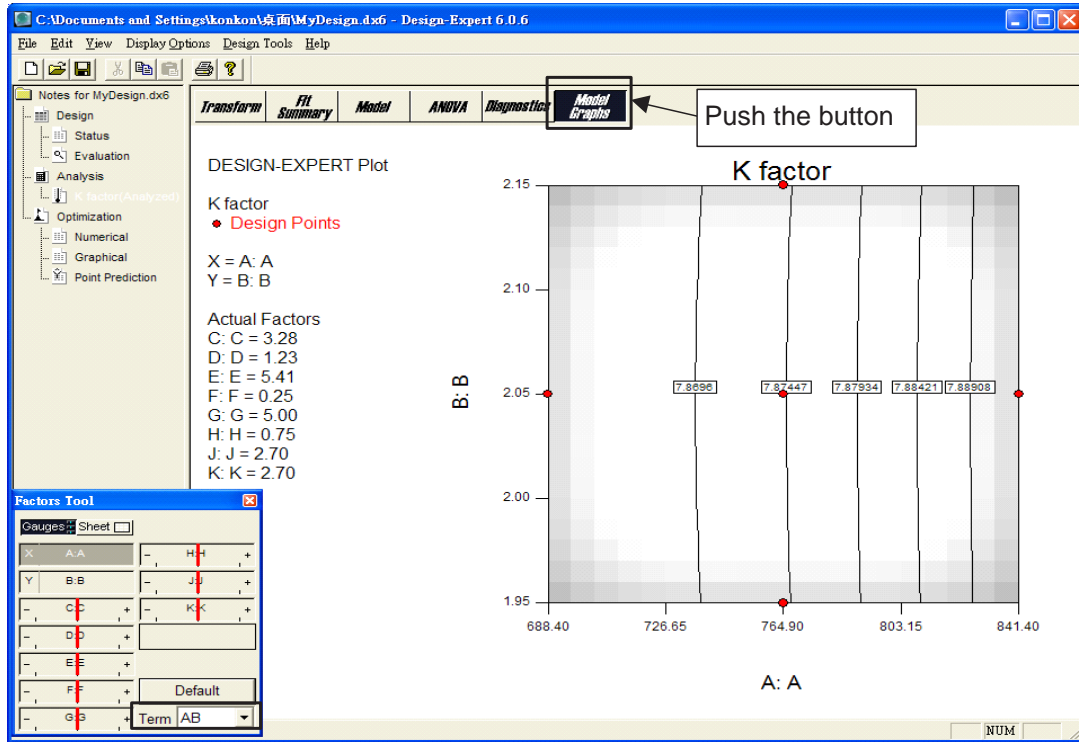 C:\Documents and Settings\konkon\桌面\MyDesign.dx6 - Design-Expert 6.0.6
File Edit View Display Options Design Tools Help
Notes for MyDesign.dx6
Design
Status
Evaluation
Analysis
K factor(Analyzed)
Optimization
Numerical
Graphical
Point Prediction
Transform Fit Summary Model ANOVA Diagnostics Model Graphs
Push the button
DESIGN-EXPERT Plot
K factor
Design Points
X = A: A
Y = B: B
Actual Factors
C: C = 3.28
D: D = 1.23
E: E = 5.41
F: F = 0.25
G: G = 5.00
H: H = 0.75
J: J = 2.70
K: K = 2.70
K factor
2.15
2.10
2.05
2.00
1.95
B: B
7.8696 7.87447 7.87934 7.88421 7.88908
688.40 726.65 764.90 803.15 841.40
A: A
Factors Tool
Gauges Sheet
X A:A - H:H +
Y B:B - J:J +
- C:C + - K:K +
- D:D +
- E:E +
- F:F + Default
- G:G + Term AB
NUM